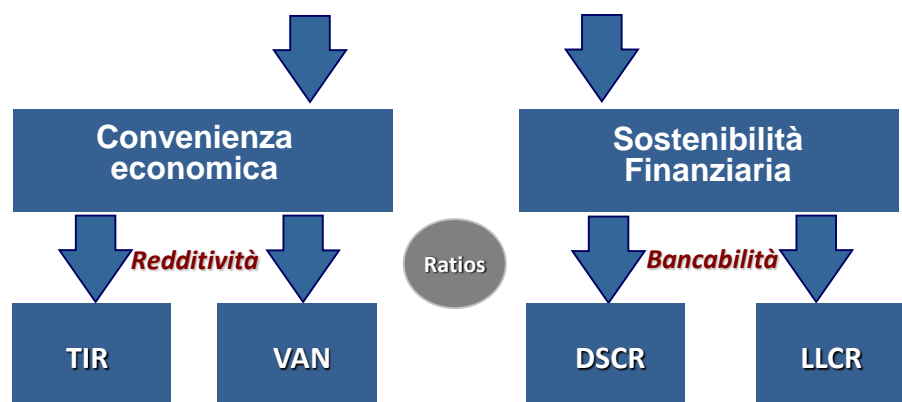 Convenienza
economica
Sostenibilità
Finanziaria
Redditività
Ratios
Bancabilità
TIR
VAN
DSCR
LLCR